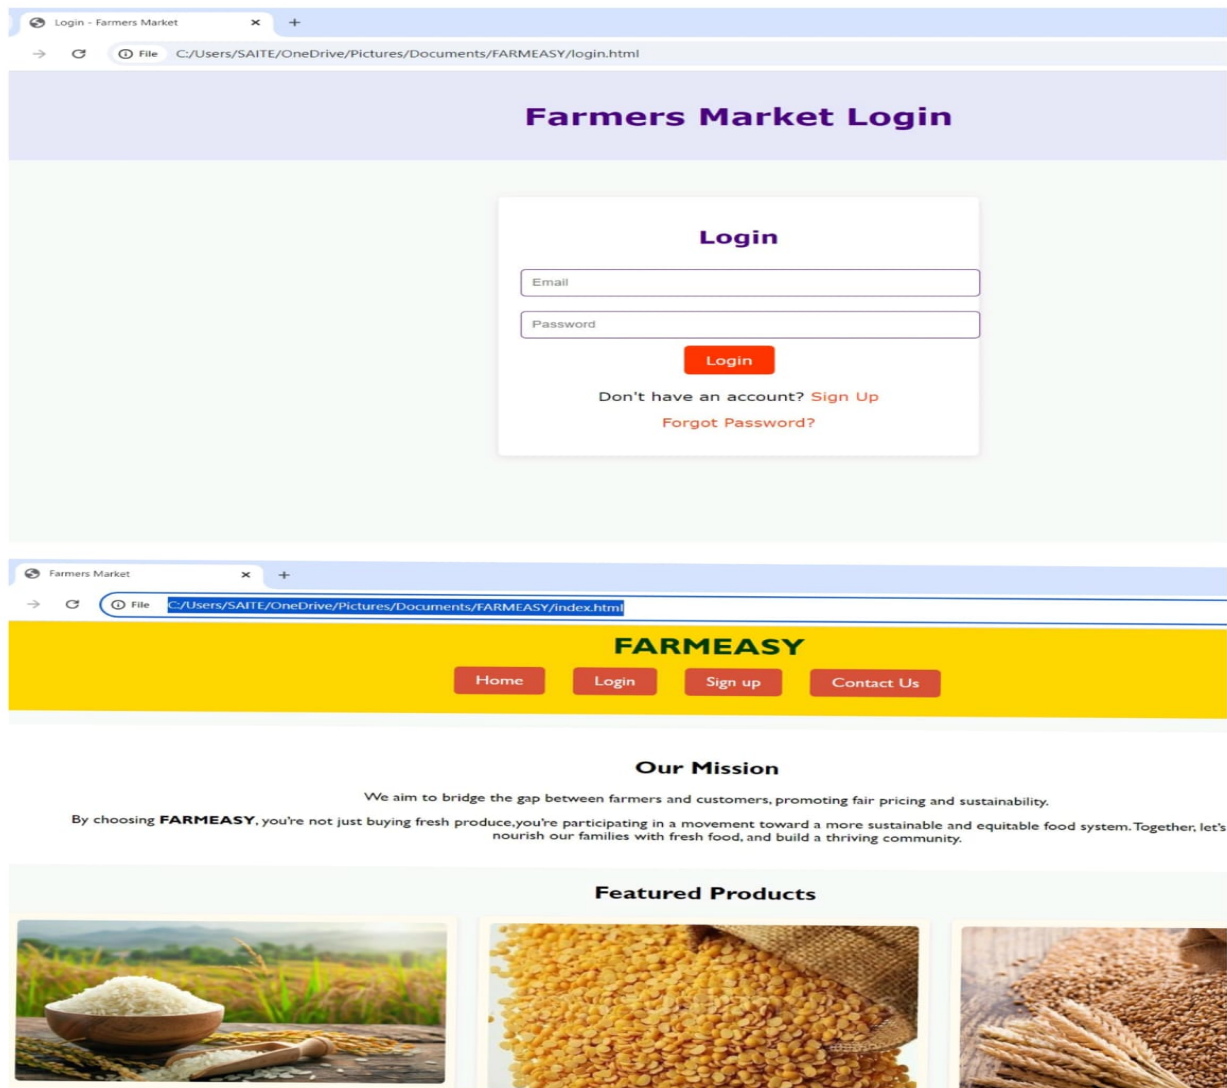 Login - Farmers Market
File C:/Users/SAITE/OneDrive/Pictures/Documents/FARMEASY/login.html
Farmers Market Login
Login
Email
Password
Login
Don't have an account? Sign Up
Forgot Password?
Farmers Market
File C:/Users/SAITE/OneDrive/Pictures/Documents/FARMEASY/index.html
FARMEASY
Home Login Sign up Contact Us
Our Mission
We aim to bridge the gap between farmers and customers, promoting fair pricing and sustainability.
By choosing FARMEASY, you're not just buying fresh produce,you're participating in a movement toward a more sustainable and equitable food system. Together, let's
nourish our families with fresh food, and build a thriving community.
Featured Products